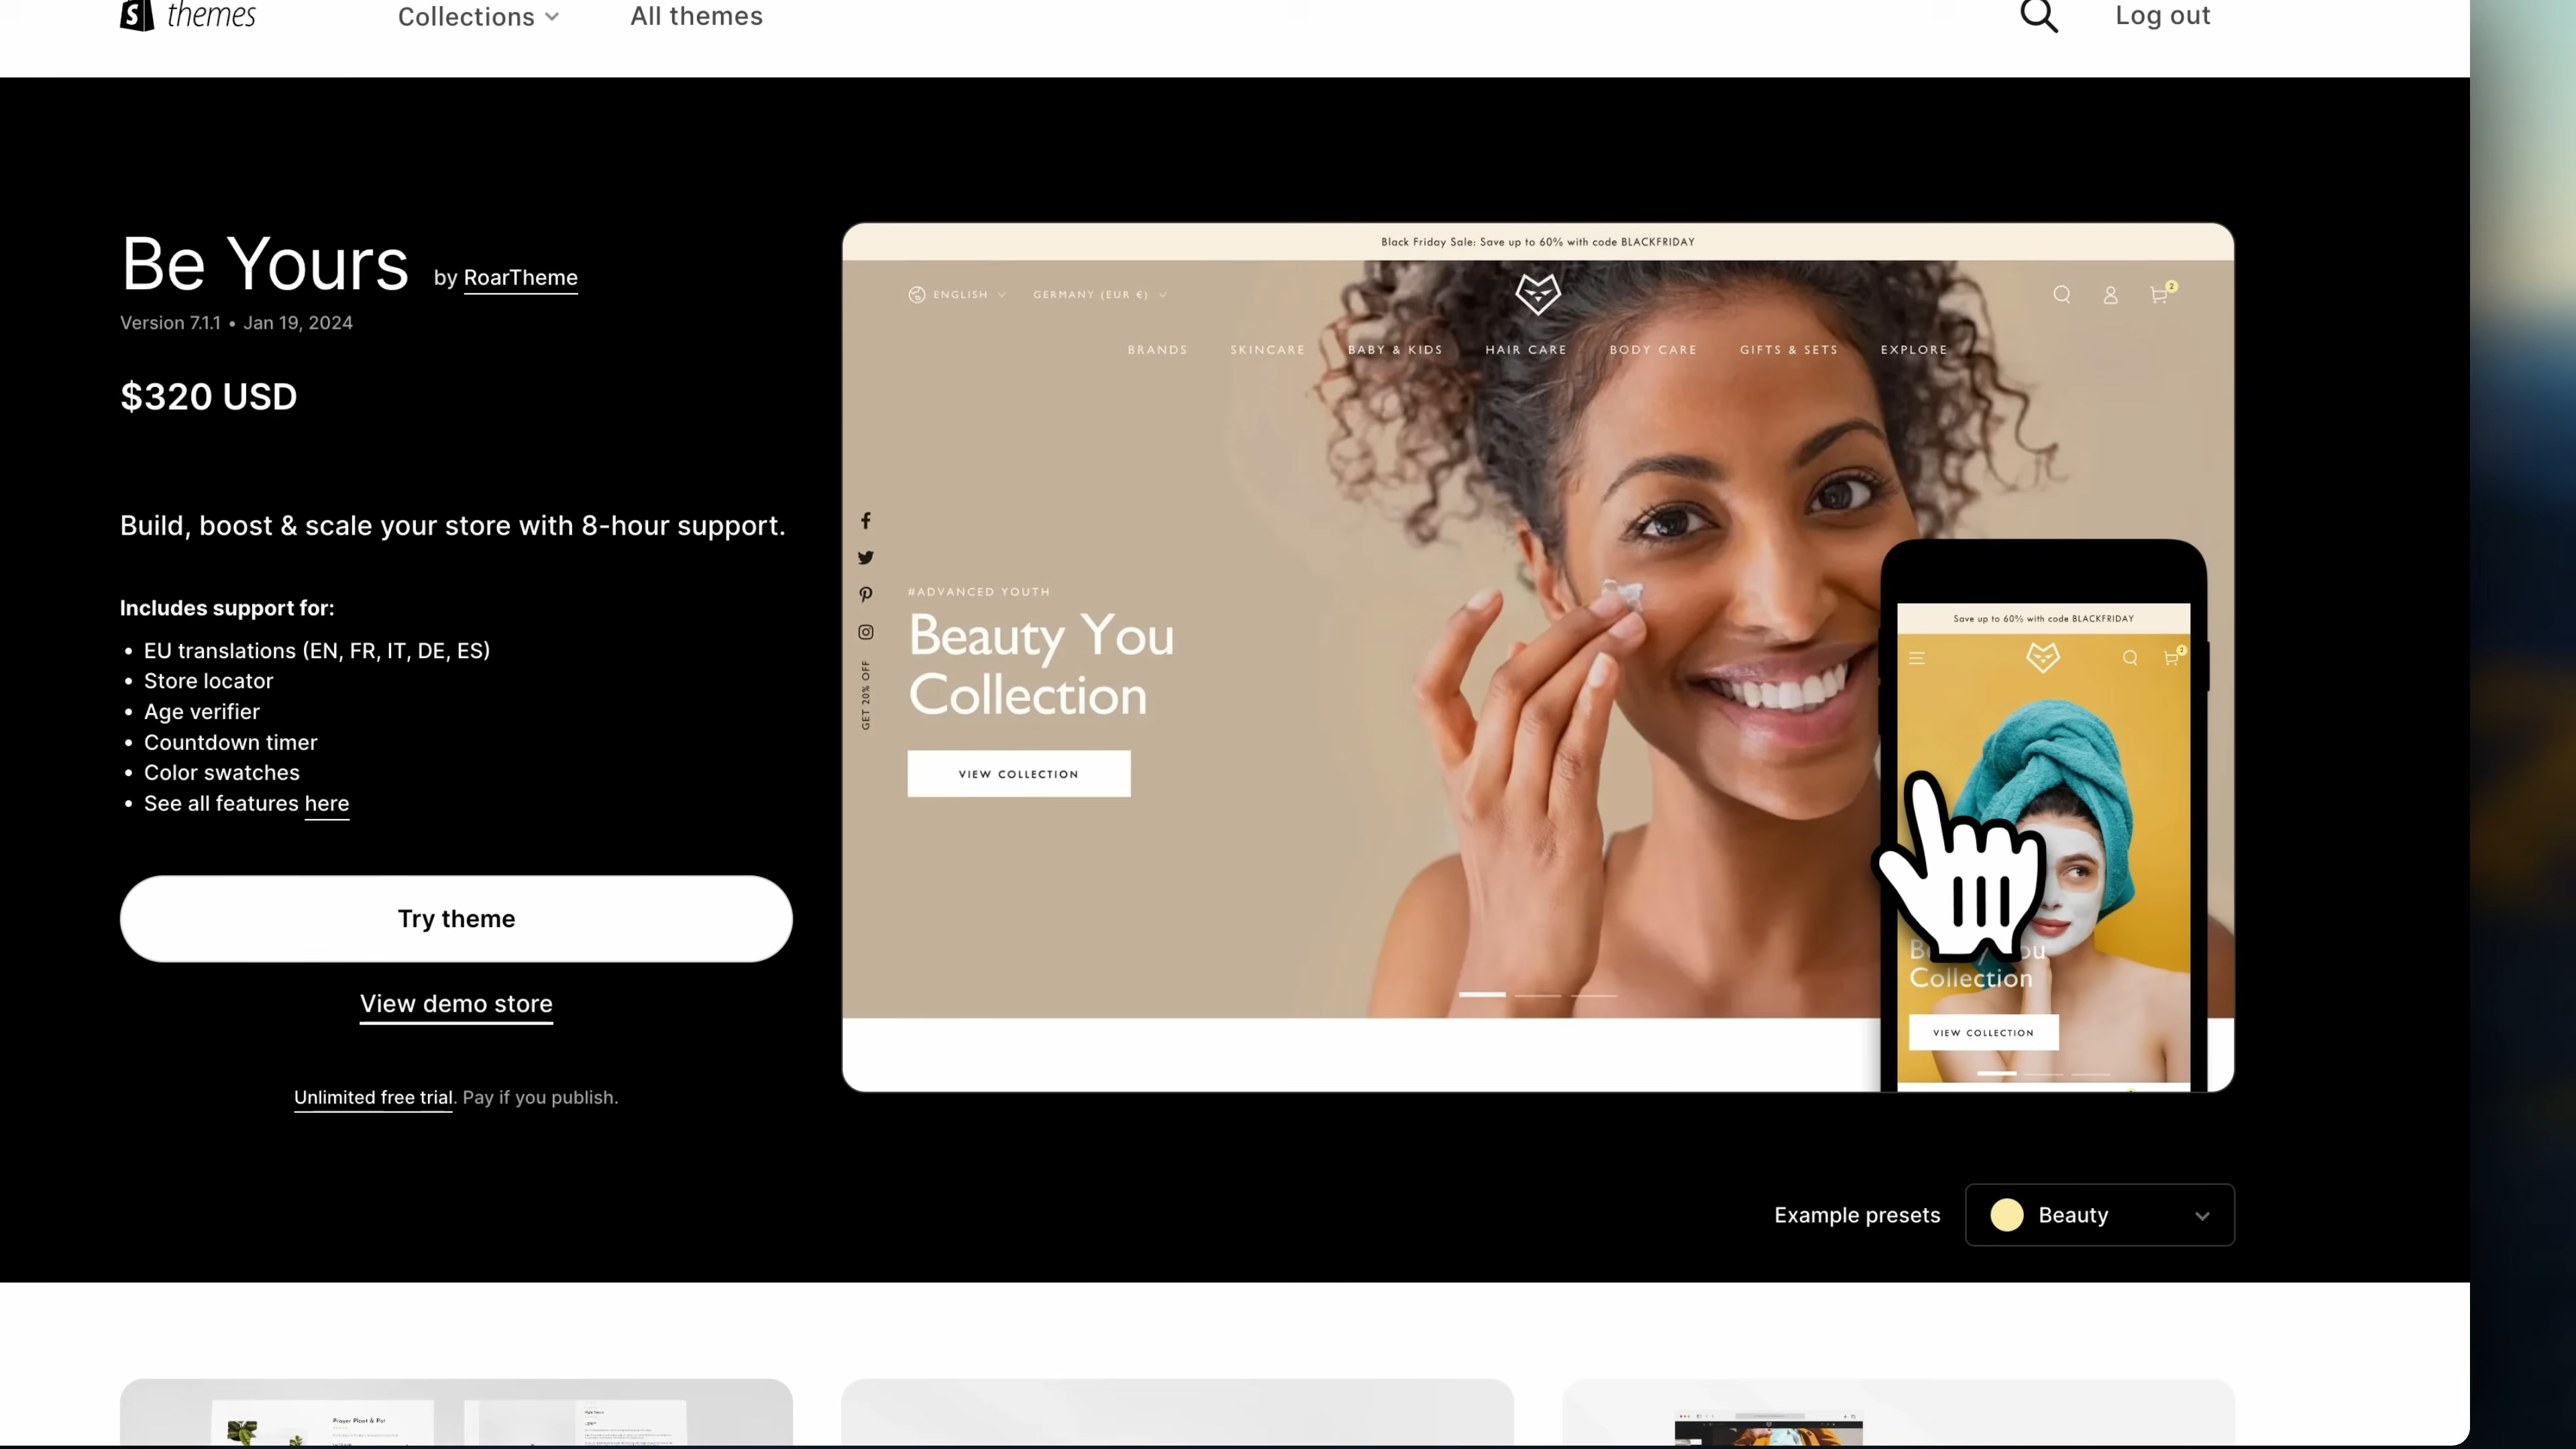 themes
Collections
All themes
Log out
Be Yours by RoarTheme
Version 7.1.1 • Jan 19, 2024
$320 USD
Build, boost & scale your store with 8-hour support.
Includes support for:
• EU translations (EN, FR, IT, DE, ES)
• Store locator
• Age verifier
• Countdown timer
• Color swatches
• See all features here
Try theme
View demo store
Unlimited free trial. Pay if you publish.
Black Friday Sale: Save up to 60% with code BLACKFRIDAY
ENGLISH
GERMANY (EUR €)
2
BRANDS
SKINCARE
BABY & KIDS
HAIR CARE
BODY CARE
GIFTS & SETS
EXPLORE
GET 20% OFF
#ADVANCED YOUTH
Beauty You
Collection
VIEW COLLECTION
Save up to 60% with code BLACKFRIDAY
2
Collection
VIEW COLLECTION
Example presets
Beauty
Prayer Plant & Pot